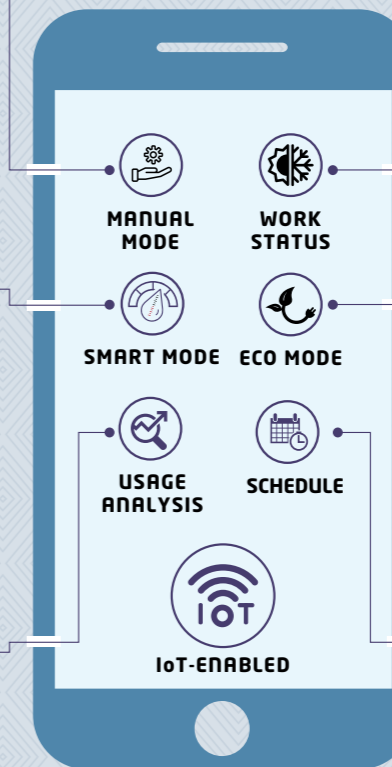 MANUAL
MODE
WORK
STATUS
SMART MODE
ECO MODE
USAGE
ANALYSIS
SCHEDULE
IoT
IoT-ENABLED